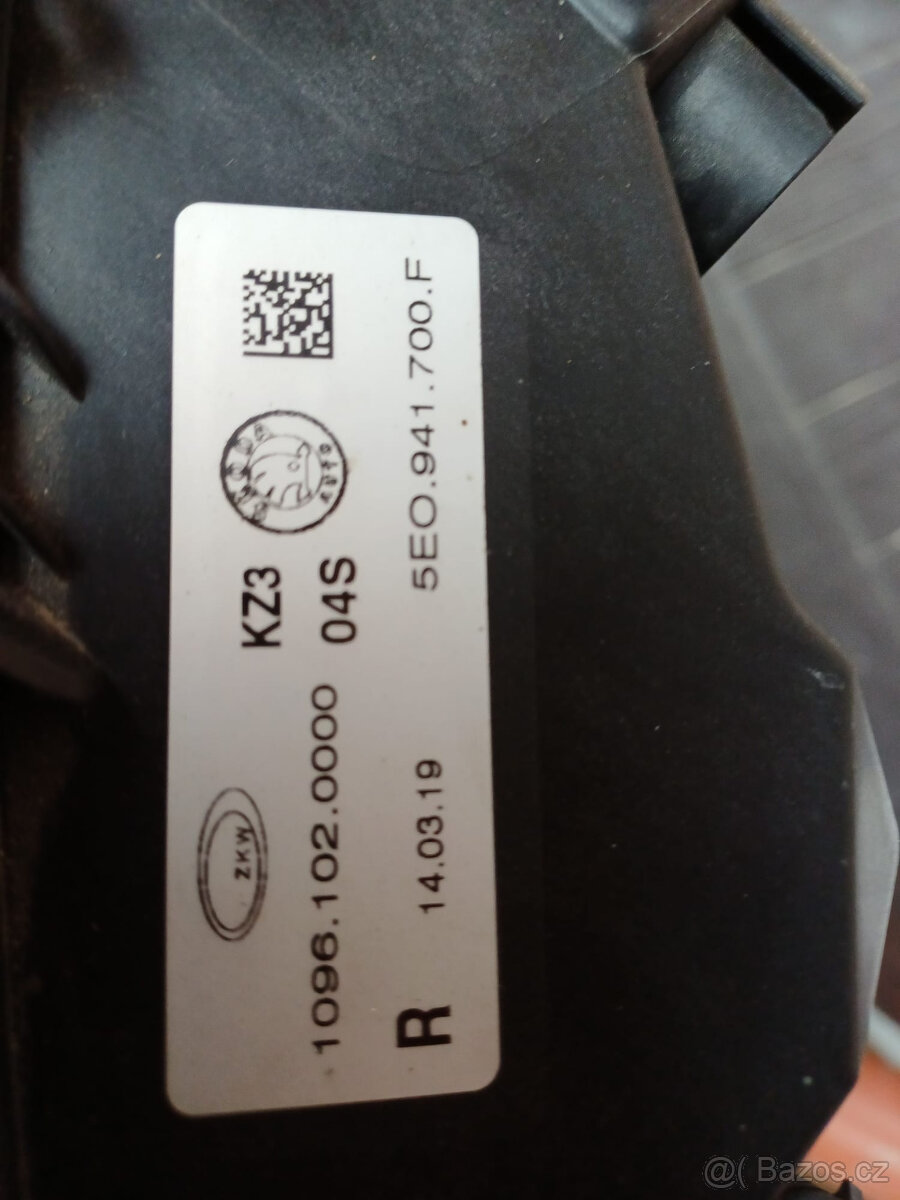 ZKW
KZ3
1096.102.0000
04S
R
14.03.19
5E0.941.700.F
@( Bazos.cz